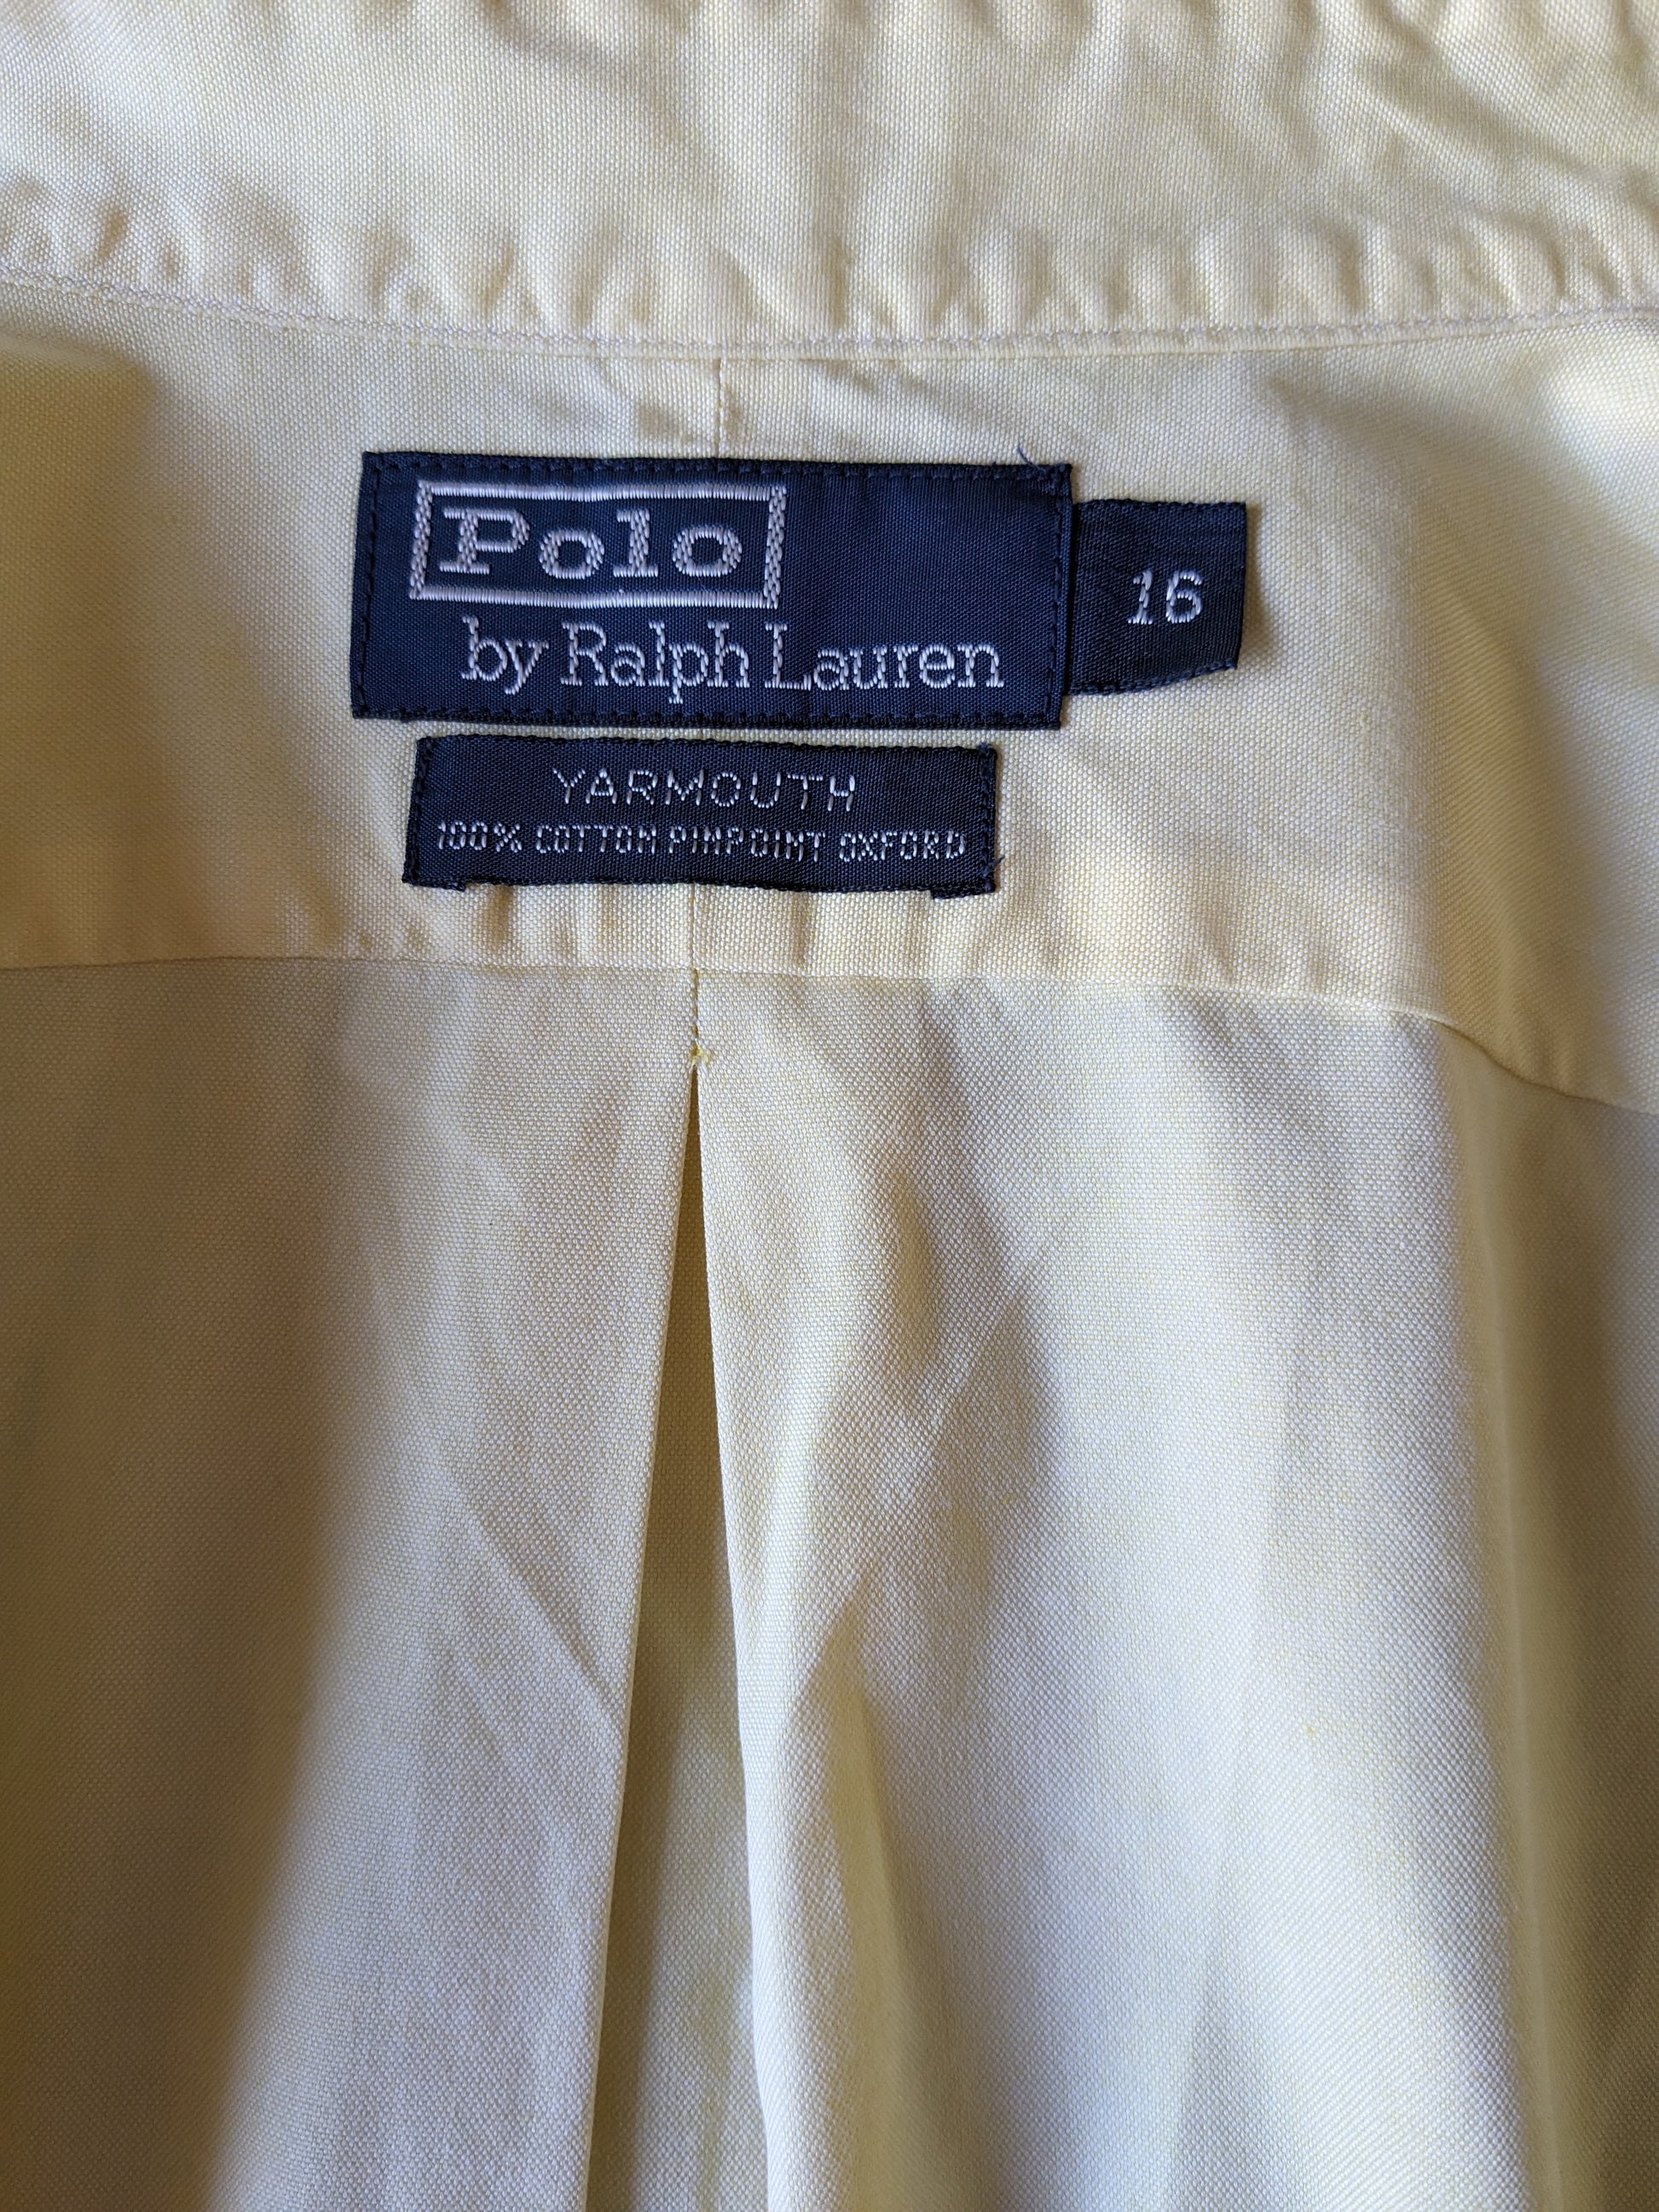 Polo
by Ralph Lauren
16
YARMOUTH
100% COTTON PINPOINT OXFORD